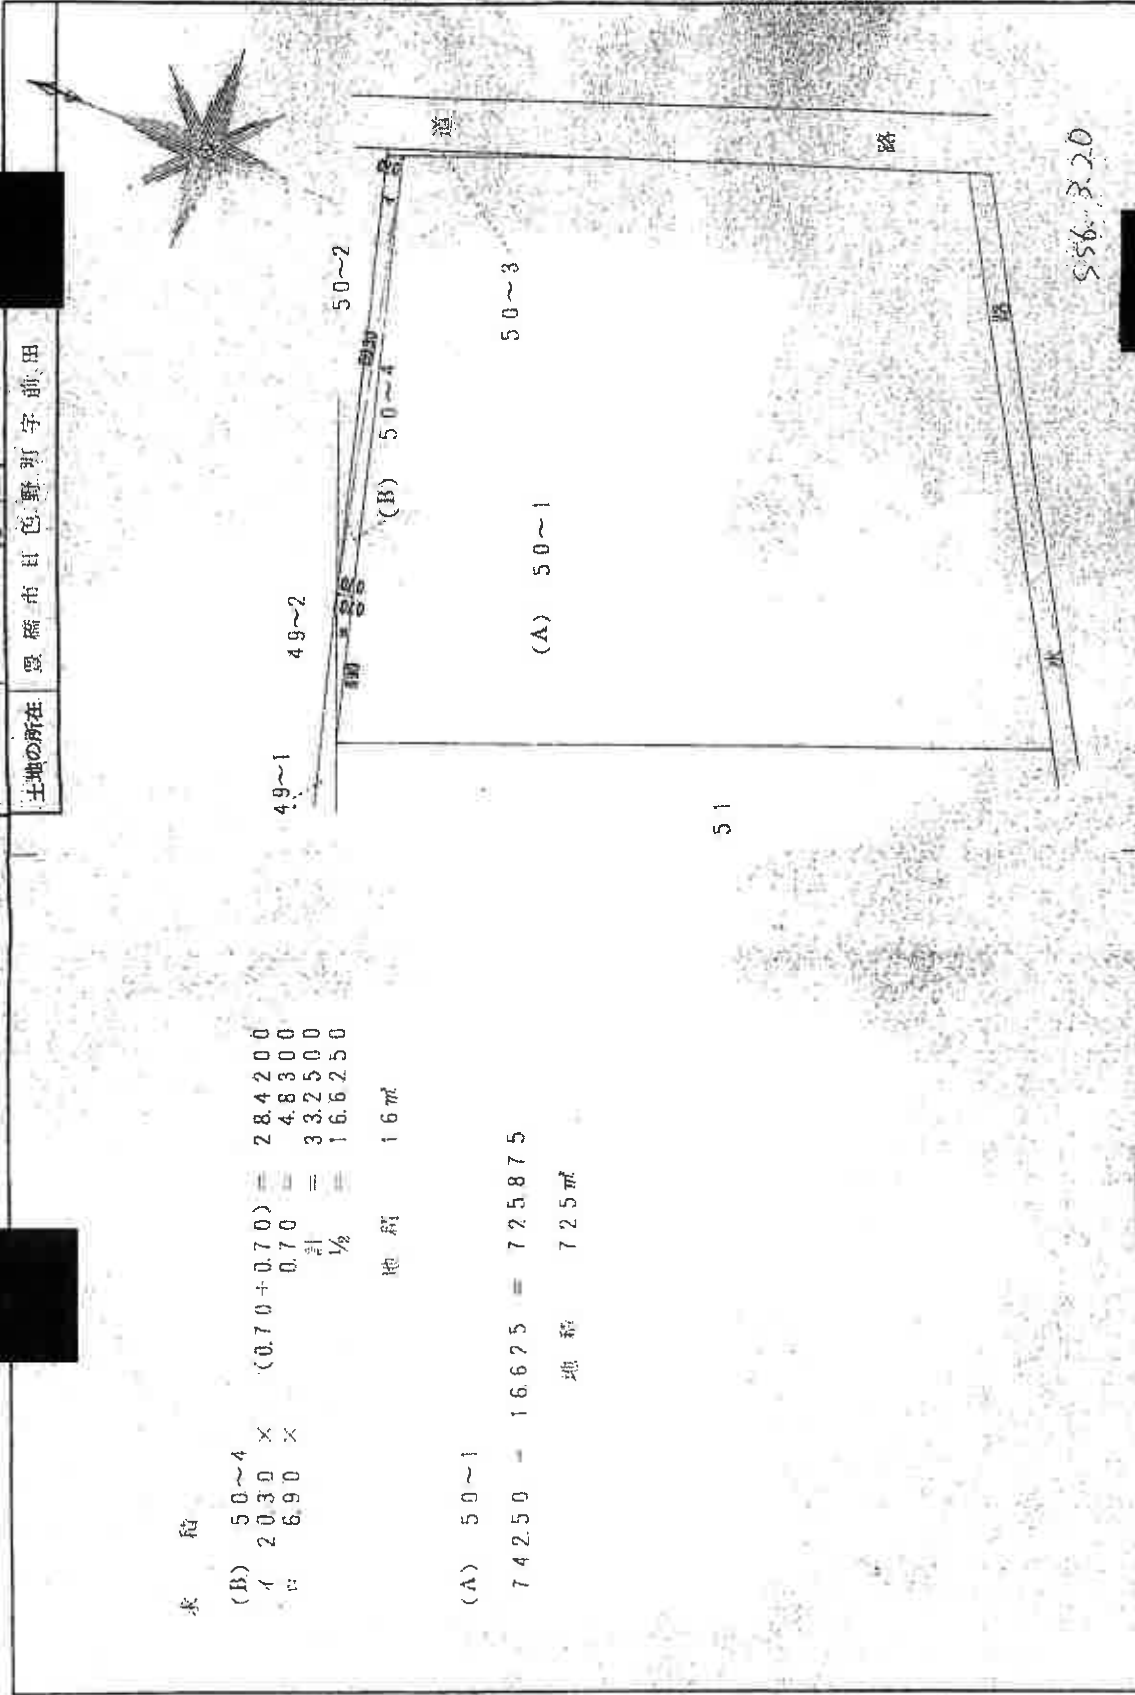 土地の所在 豊橋市日色野町字前田
求積
(B) 50~4
イ 20.30 × (0.70+0.70) = 28.4200
ロ 6.90 × 0.70 = 4.8300
計 = 33.2500
1/2 = 16.6250
地積 16㎡
(A) 50~1
742.50 - 16.625 = 725.875
地積 725㎡
49~1
49~2
50~2
(B) 50~4
50~3
(A) 50~1
51
イ
道路
水路
S56.3.20